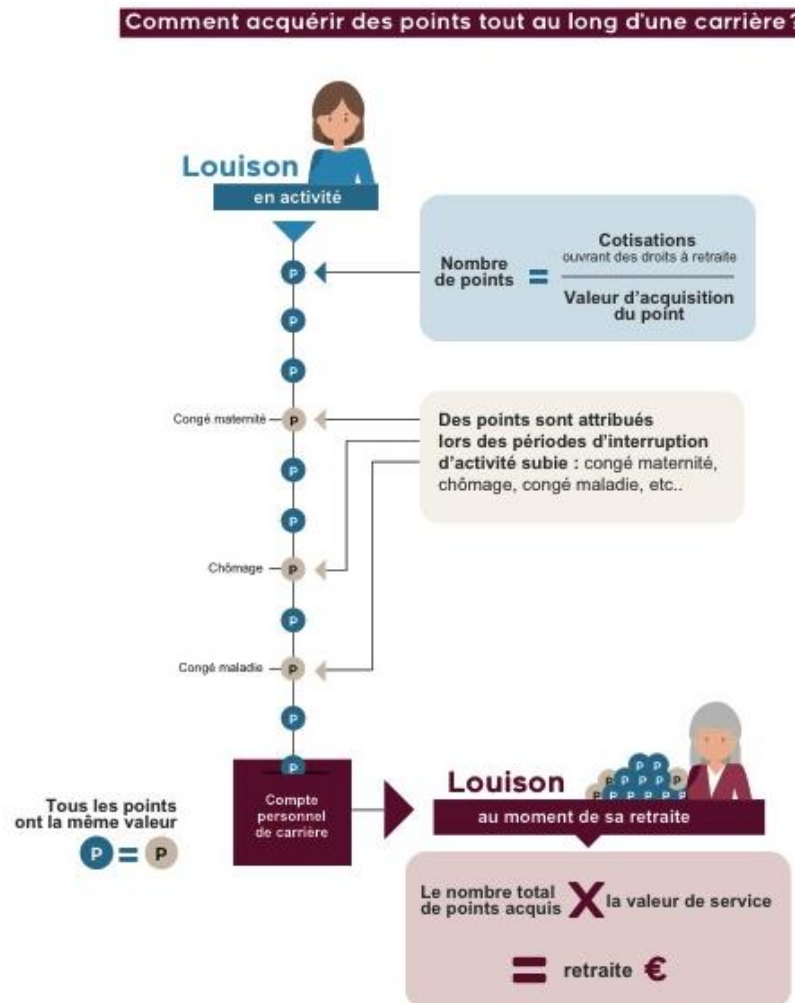 Comment acquérir des points tout au long d'une carrière?
Louison
en activité
Nombre
de points
=
Cotisations
ouvrant des droits à retraite
Valeur d'acquisition
du point
P
P
P
Congé maternité
P
Des points sont attribués
lors des périodes d'interruption
d'activité subie : congé maternité,
chômage, congé maladie, etc..
P
P
Chômage
P
P
Congé maladie
P
P
P
Compte
personnel
de carrière
Tous les points
ont la même valeur
P = P
P P
P P P P P
P P P P P P
Louison
au moment de sa retraite
Le nombre total
de points acquis
X
la valeur de service
= retraite €